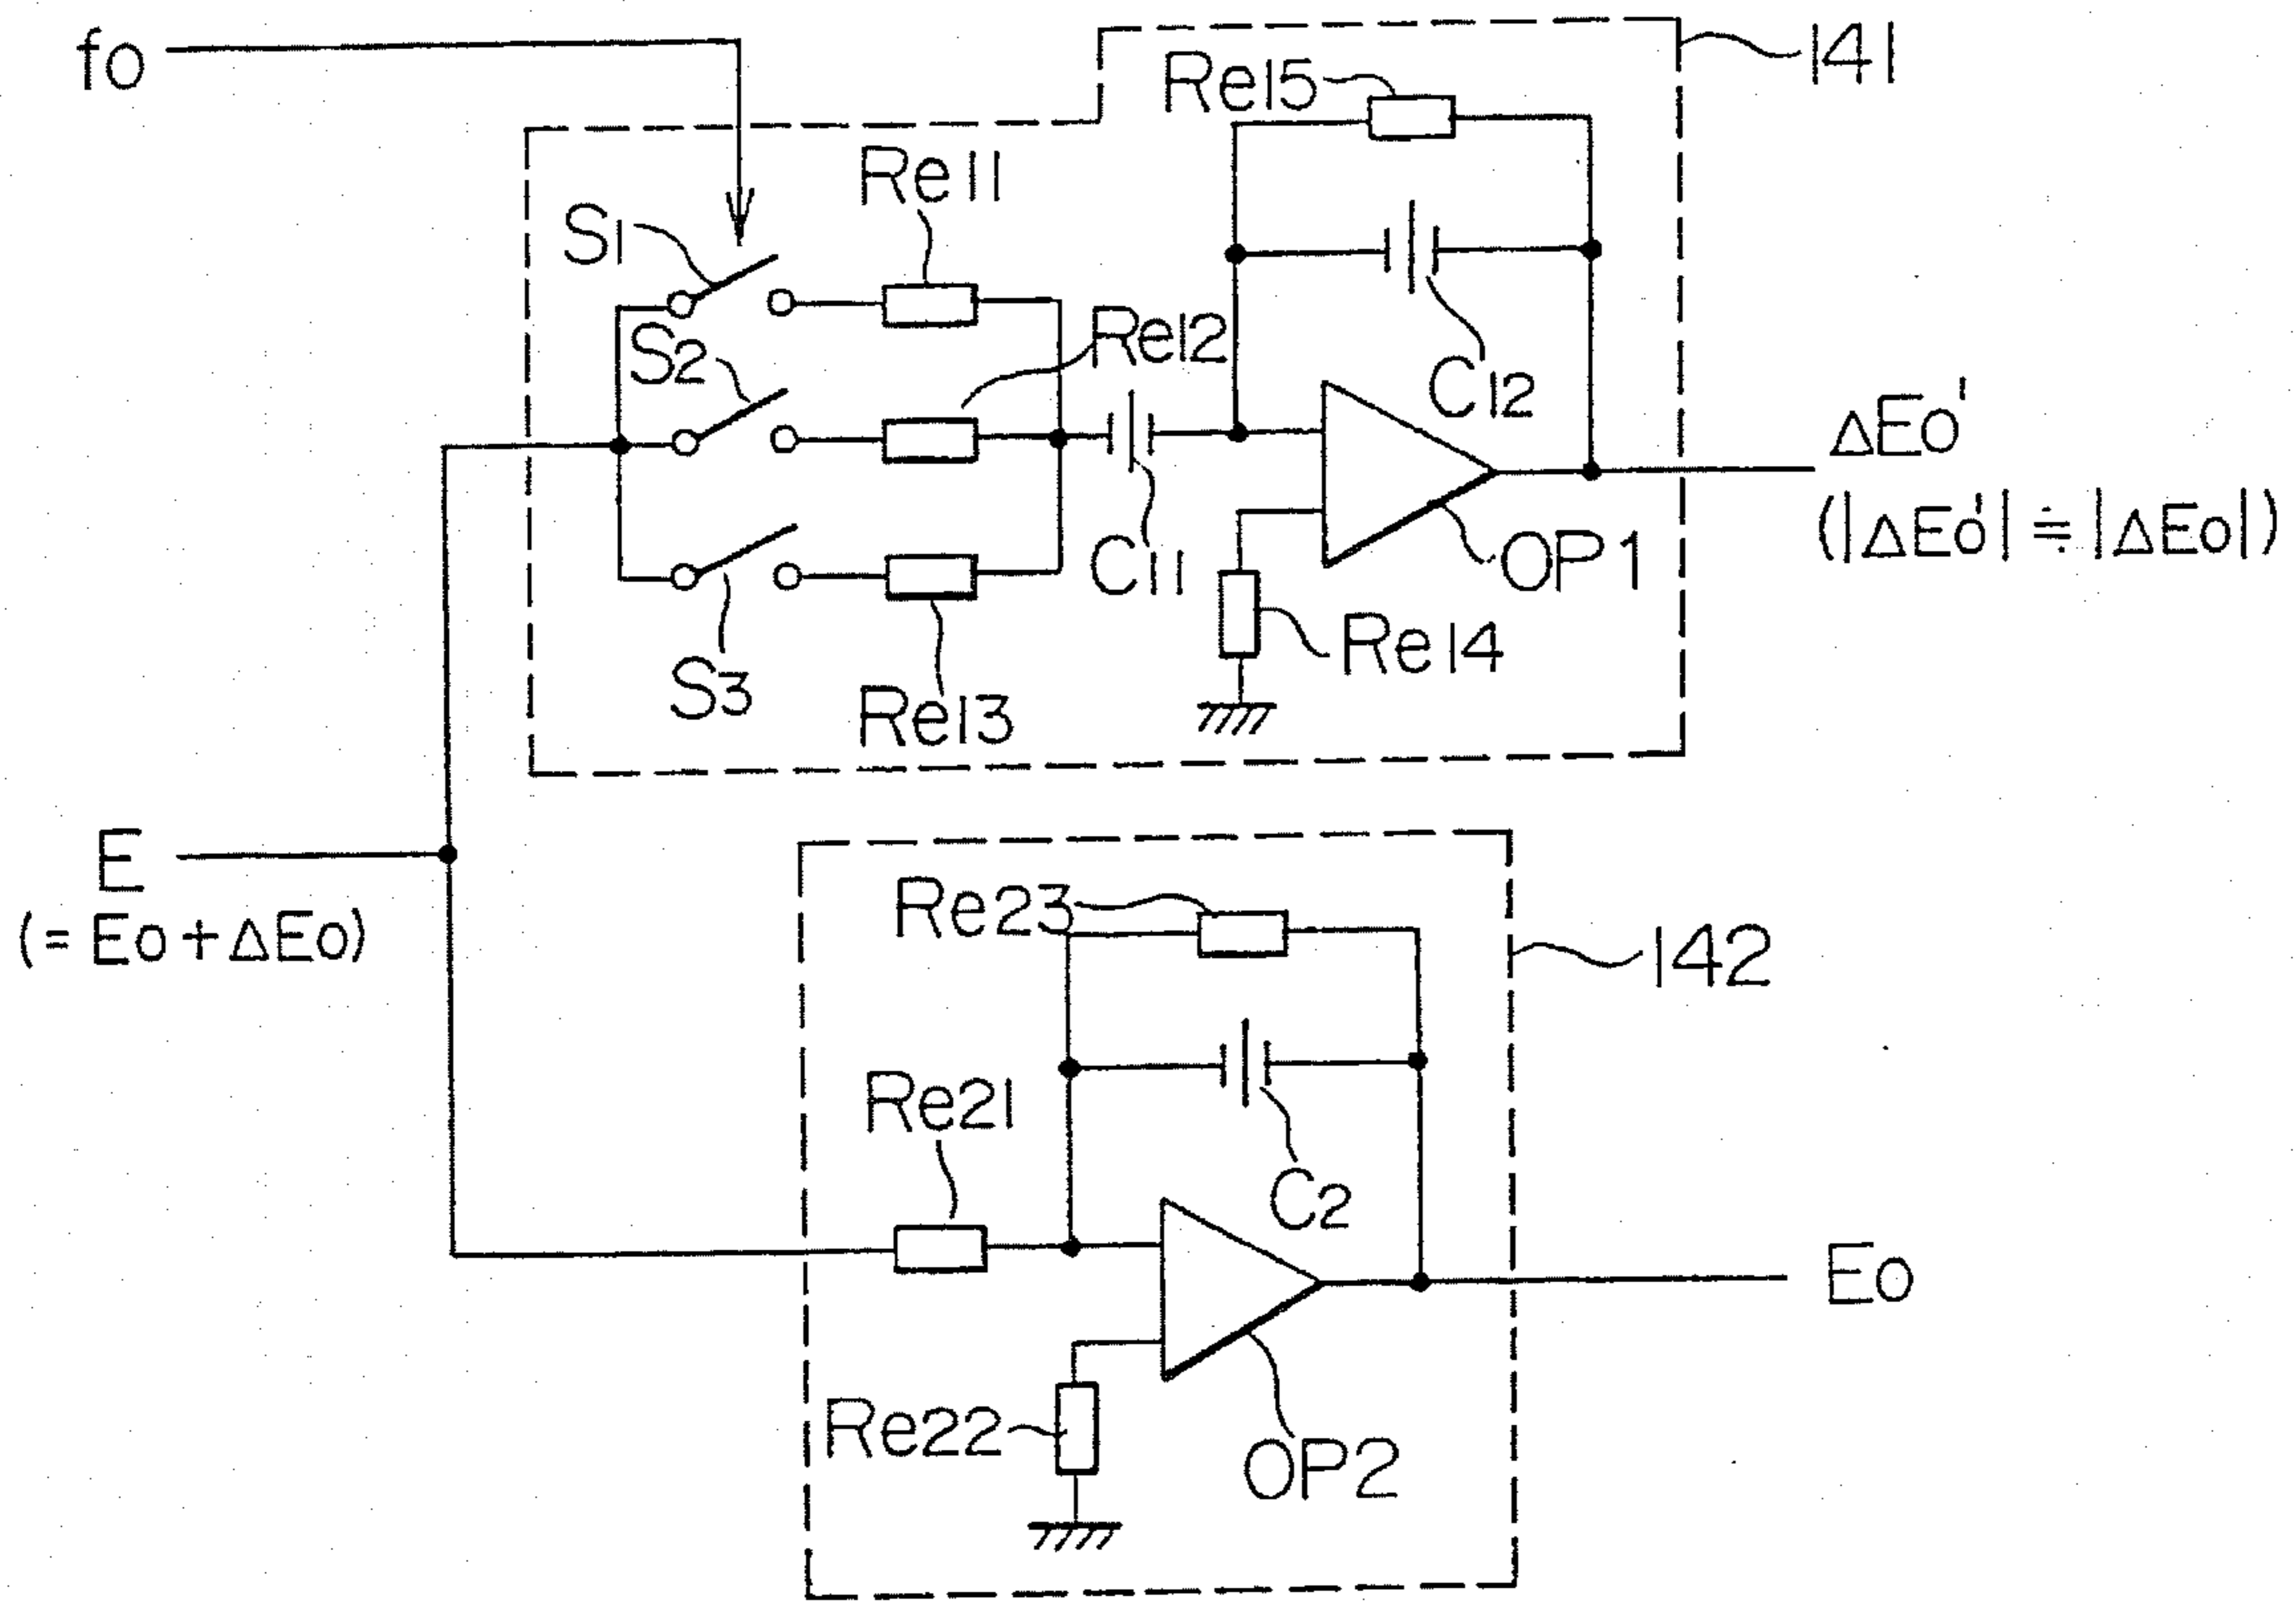 fo
141
Re15
Re11
S1
S2
Re12
C12
ΔEo'
(|ΔEo'|≒|ΔEo|)
C11
OP1
Re14
S3
Re13
E
(=Eo+ΔEo)
Re23
142
Re21
C2
Eo
Re22
OP2